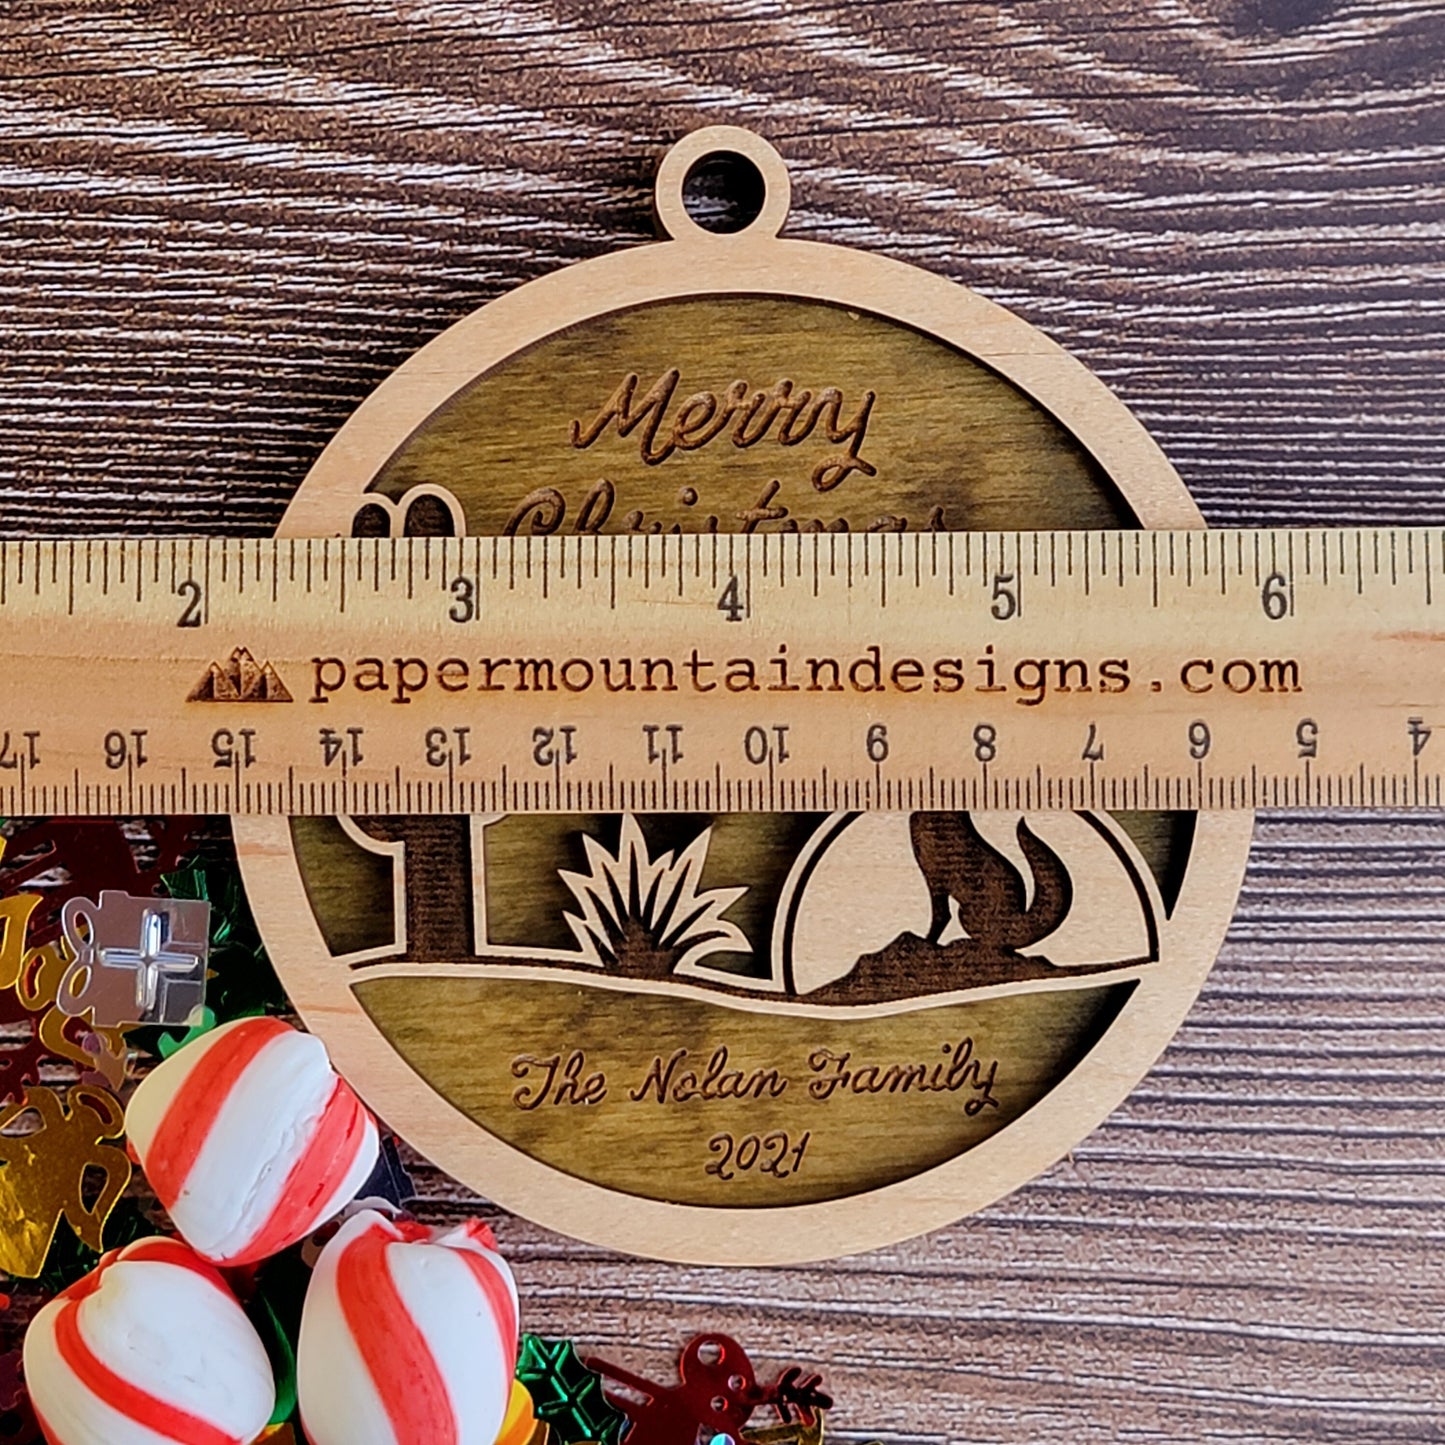 Merry
Christmas
2 3 4 5 6
papermountaindesigns.com
17 16 15 14 13 12 11 10 9 8 7 6 5 4
The Nolan Family
2021